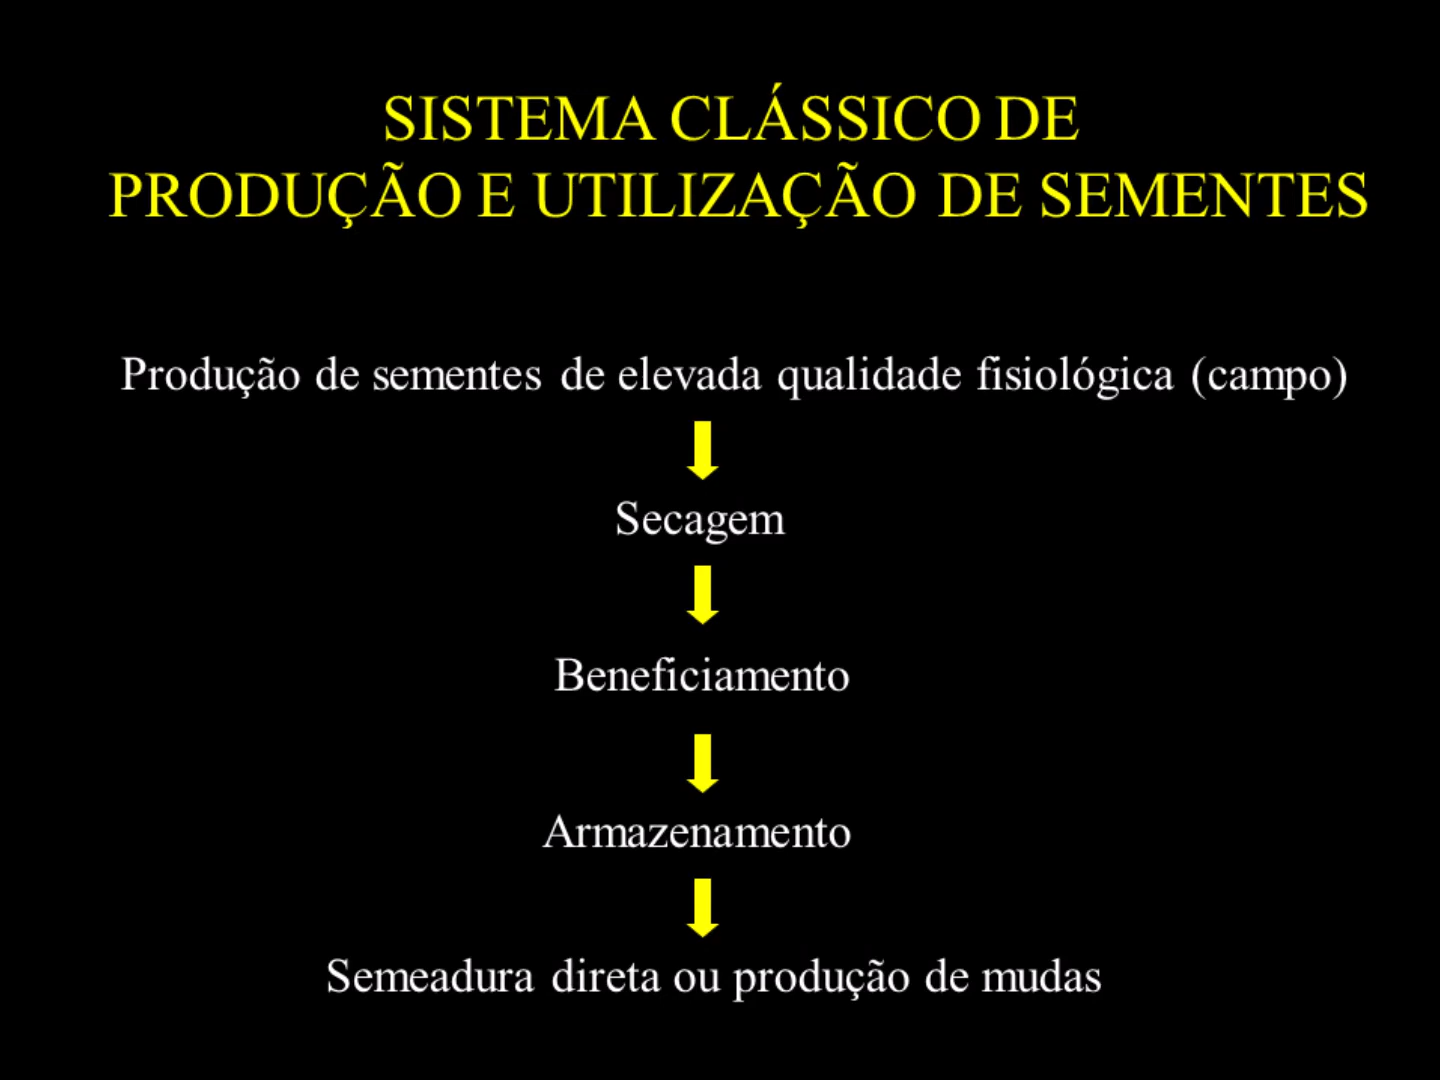 SISTEMA CLÁSSICO DE
PRODUÇÃO E UTILIZAÇÃO DE SEMENTES
Produção de sementes de elevada qualidade fisiológica (campo)
Secagem
Beneficiamento
Armazenamento
Semeadura direta ou produção de mudas